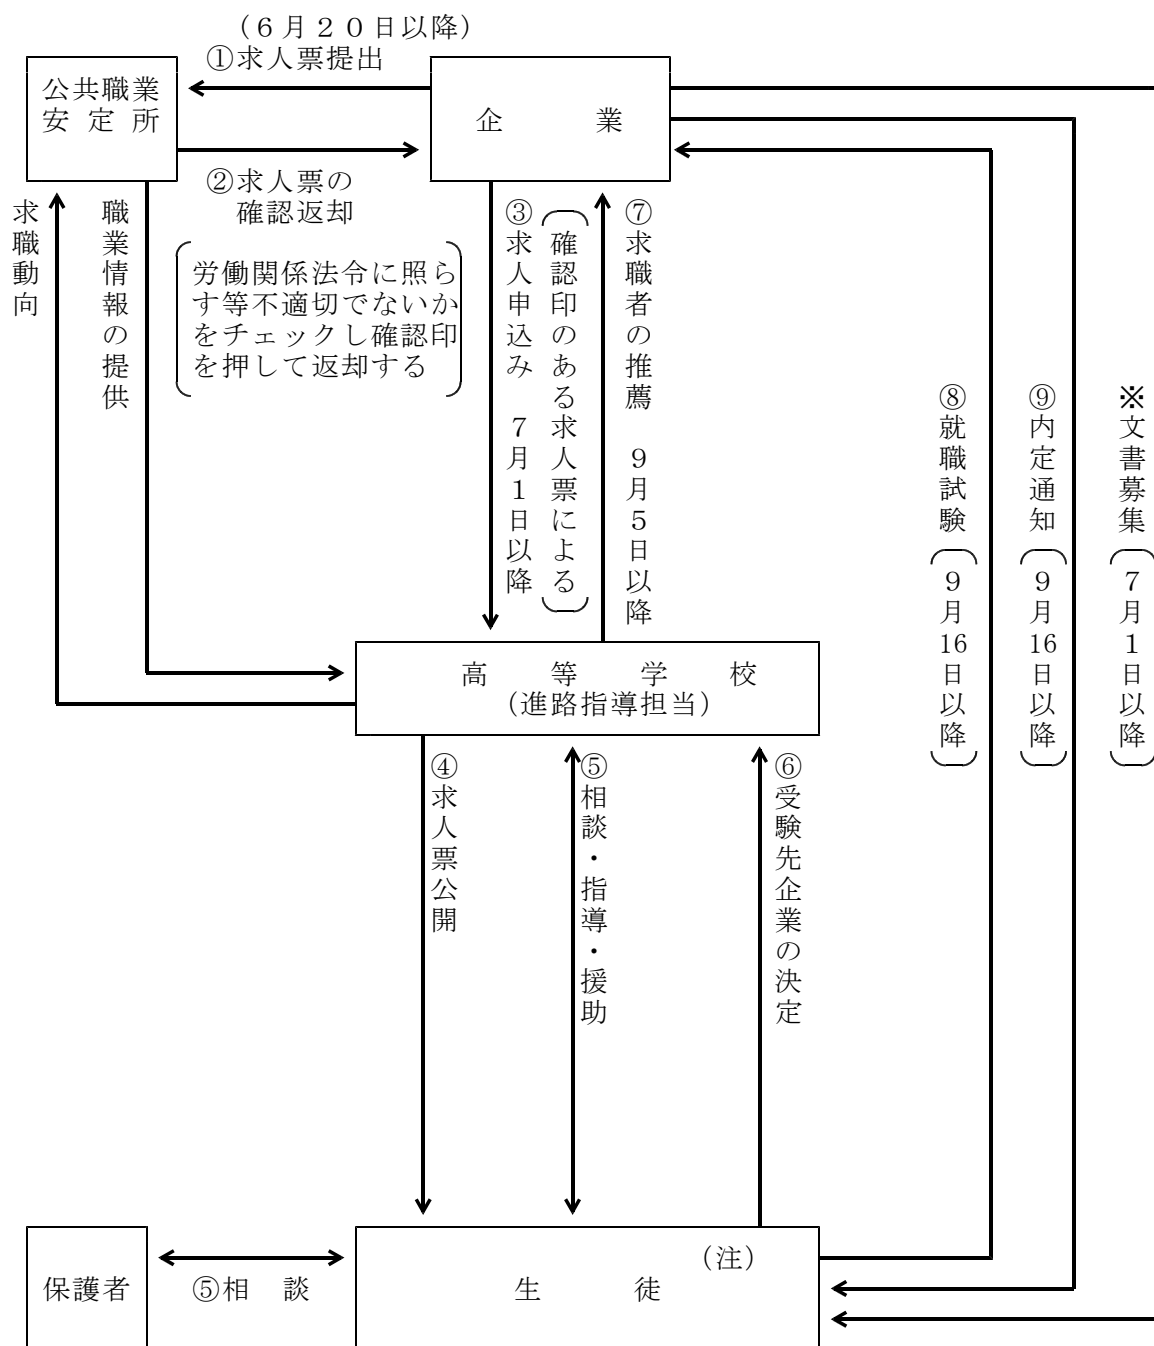 (６月２０日以降)
①求人票提出
公共職業
安定所
企業
②求人票の
確認返却
労働関係法令に照ら
す等不適切でないか
をチェックし確認印
を押して返却する
求職動向
職業情報の提供
③求人申込み　７月１日以降
確認印のある求人票による
⑦求職者の推薦　９月５日以降
⑧就職試験
９月16日以降
⑨内定通知
９月16日以降
※文書募集
７月１日以降
高等学校
(進路指導担当)
④求人票公開
⑤相談・指導・援助
⑥受験先企業の決定
保護者
⑤相　談
(注)
生徒